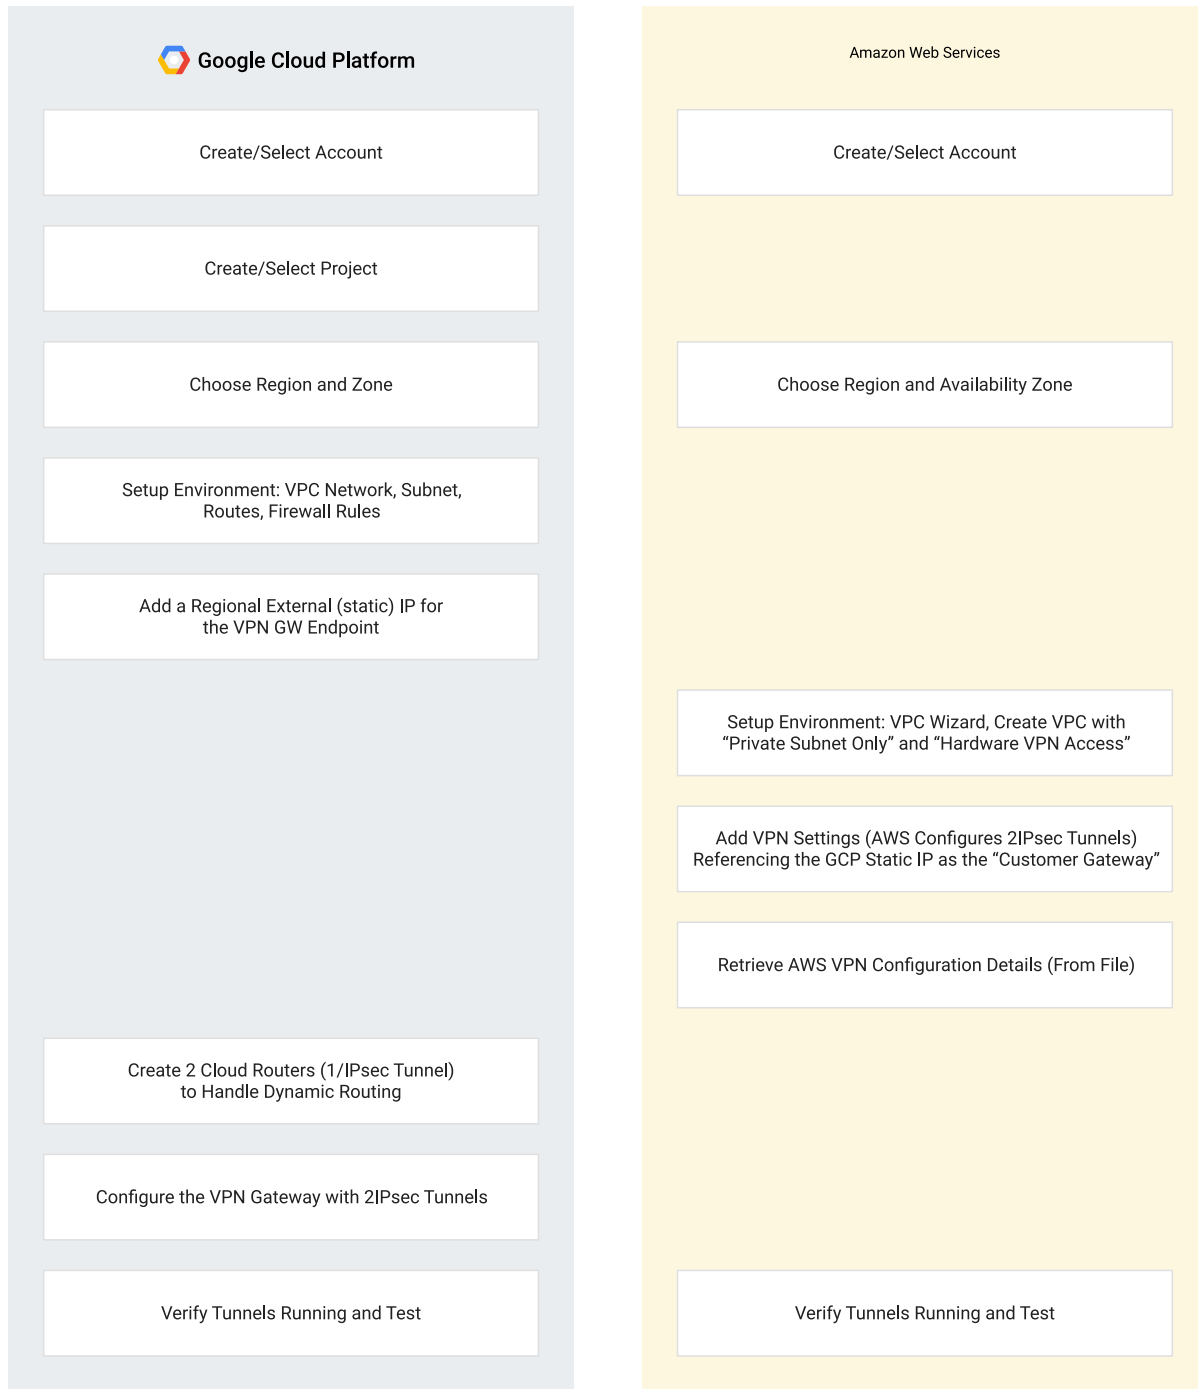 Google Cloud Platform
Create/Select Account
Create/Select Project
Choose Region and Zone
Setup Environment: VPC Network, Subnet,
Routes, Firewall Rules
Add a Regional External (static) IP for
the VPN GW Endpoint
Create 2 Cloud Routers (1/IPsec Tunnel)
to Handle Dynamic Routing
Configure the VPN Gateway with 2IPsec Tunnels
Verify Tunnels Running and Test
Amazon Web Services
Create/Select Account
Choose Region and Availability Zone
Setup Environment: VPC Wizard, Create VPC with
“Private Subnet Only” and “Hardware VPN Access”
Add VPN Settings (AWS Configures 2IPsec Tunnels)
Referencing the GCP Static IP as the “Customer Gateway”
Retrieve AWS VPN Configuration Details (From File)
Verify Tunnels Running and Test